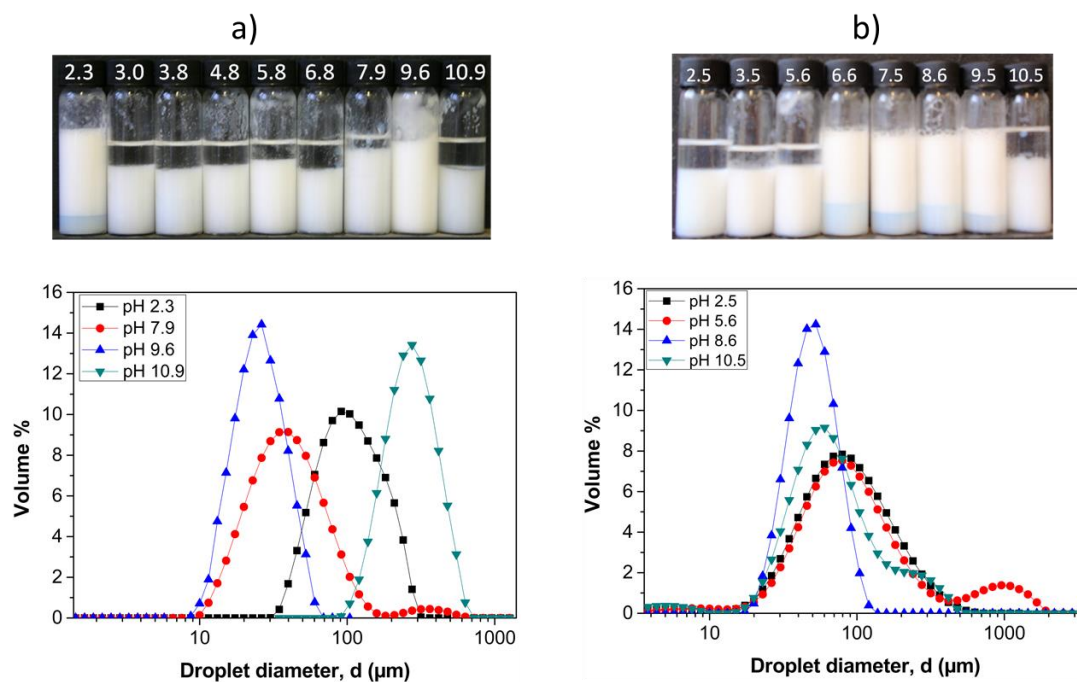 a)
b)
2.3 3.0 3.8 4.8 5.8 6.8 7.9 9.6 10.9
2.5 3.5 5.6 6.6 7.5 8.6 9.5 10.5
16
14
12
10
8
6
4
2
0
Volume %
pH 2.3
pH 7.9
pH 9.6
pH 10.9
10 100 1000
Droplet diameter, d (µm)
16
14
12
10
8
6
4
2
0
Volume %
pH 2.5
pH 5.6
pH 8.6
pH 10.5
10 100 1000
Droplet diameter, d (µm)